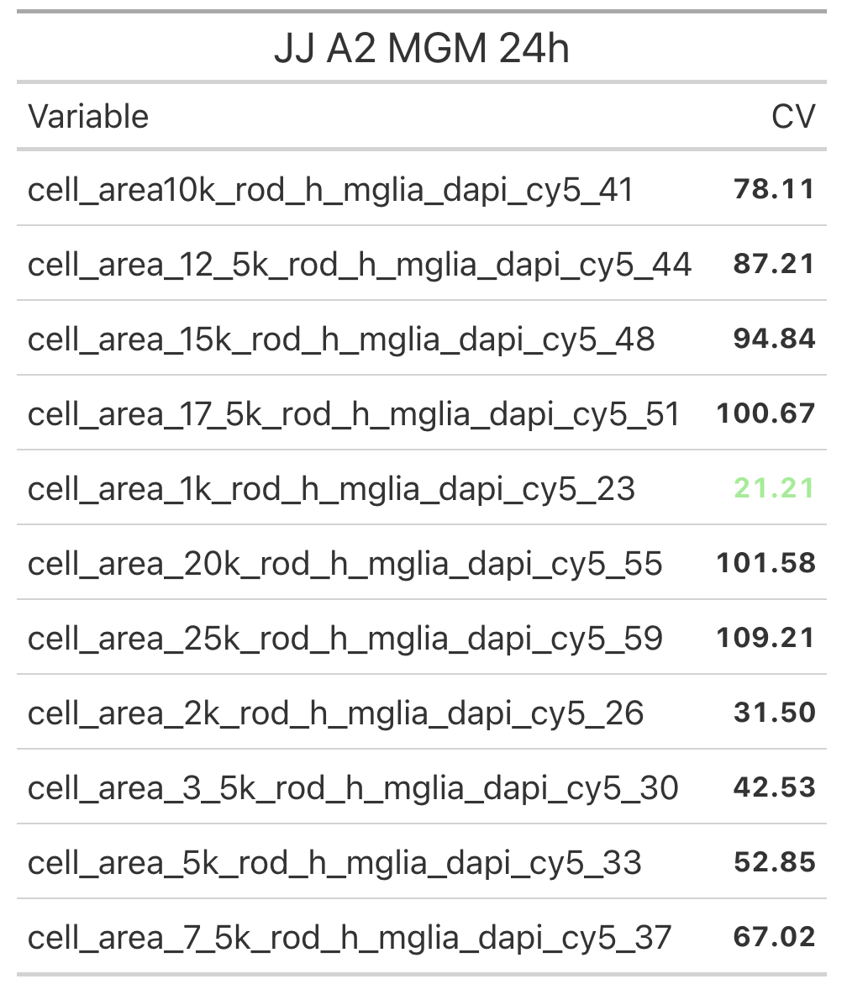 JJ A2 MGM 24h
Variable CV
cell_area10k_rod_h_mglia_dapi_cy5_41 78.11
cell_area_12_5k_rod_h_mglia_dapi_cy5_44 87.21
cell_area_15k_rod_h_mglia_dapi_cy5_48 94.84
cell_area_17_5k_rod_h_mglia_dapi_cy5_51 100.67
cell_area_1k_rod_h_mglia_dapi_cy5_23 21.21
cell_area_20k_rod_h_mglia_dapi_cy5_55 101.58
cell_area_25k_rod_h_mglia_dapi_cy5_59 109.21
cell_area_2k_rod_h_mglia_dapi_cy5_26 31.50
cell_area_3_5k_rod_h_mglia_dapi_cy5_30 42.53
cell_area_5k_rod_h_mglia_dapi_cy5_33 52.85
cell_area_7_5k_rod_h_mglia_dapi_cy5_37 67.02